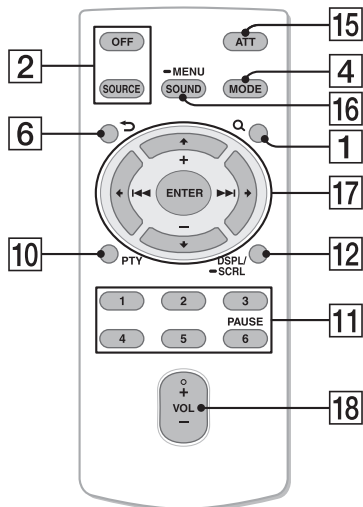 OFF
ATT
15
2
4
SOURCE
MENU
SOUND
MODE
16
6
1
+
ENTER
17
−
10
PTY
DSPL/
SCRL
12
1 2 3
11
PAUSE
4 5 6
+
VOL
−
18